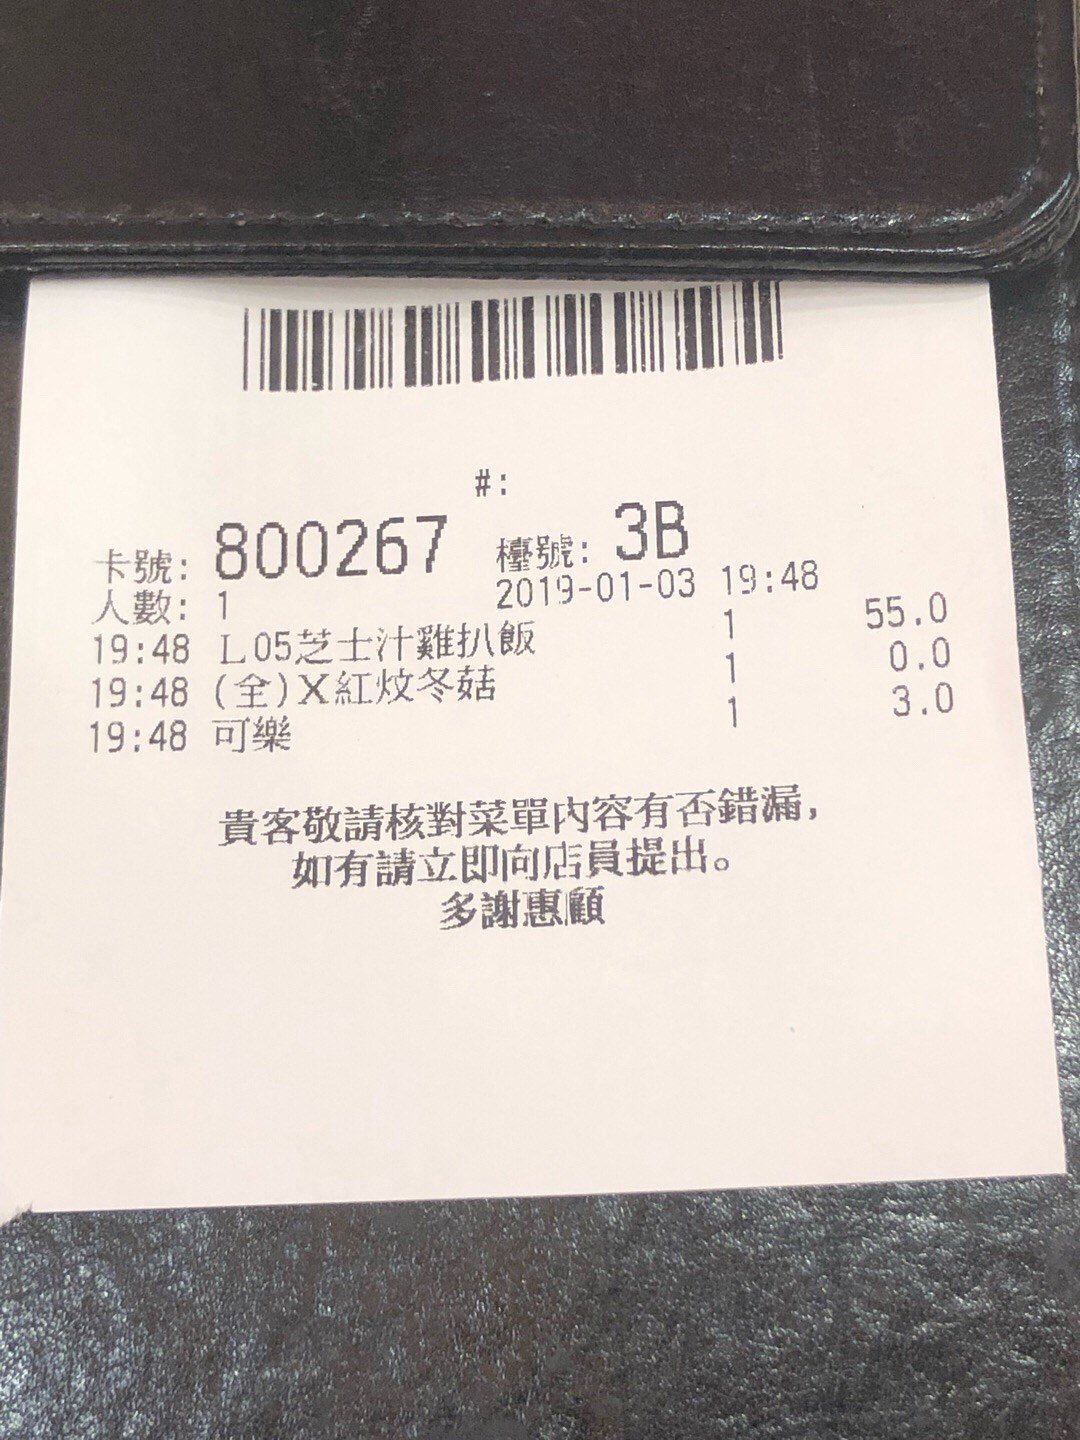 #:
卡號: 800267 檯號: 3B
人數: 1 2019-01-03 19:48
19:48 L05芝士汁雞扒飯 1 55.0
19:48 (全)X紅炆冬菇 1 0.0
19:48 可樂 1 3.0
貴客敬請核對菜單內容有否錯漏,
如有請立即向店員提出。
多謝惠顧